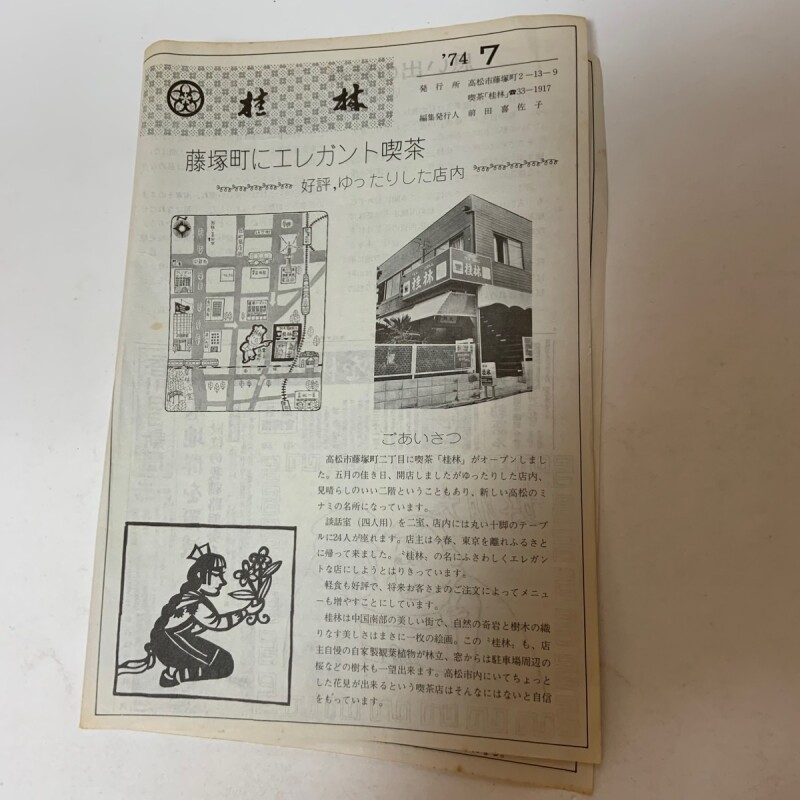 '74 7
桂林
発行所 高松市藤塚町2-13-9
喫茶「桂林」☎33-1917
編集発行人 前田喜佐子
藤塚町にエレガント喫茶
好評,ゆったりした店内
桂林
ごあいさつ
高松市藤塚町二丁目に喫茶「桂林」がオープンしまし
た。五月の佳き日、開店しましたがゆったりした店内、
見晴らしのいい二階ということもあり、新しい高松のミ
ナミの名所になっています。
談話室（四人用）を二室、店内には丸い十脚のテーブ
ルに24人が座れます。店主は今春、東京を離れふるさと
に帰って来ました。〝桂林〟の名にふさわしくエレガン
トな店にしようとはりきっています。
軽食も好評で、将来お客さまのご注文によってメニュ
ーも増やすことにしています。
桂林は中国南部の美しい街で、自然の奇岩と樹木の織
りなす美しさはまさに一枚の絵画。この〝桂林〟も、店
主自慢の自家製観葉植物が林立、窓からは駐車場周辺の
桜などの樹木も一望出来ます。高松市内にいてちょっと
した花見が出来るという喫茶店はそんなにはないと自信
をもっています。